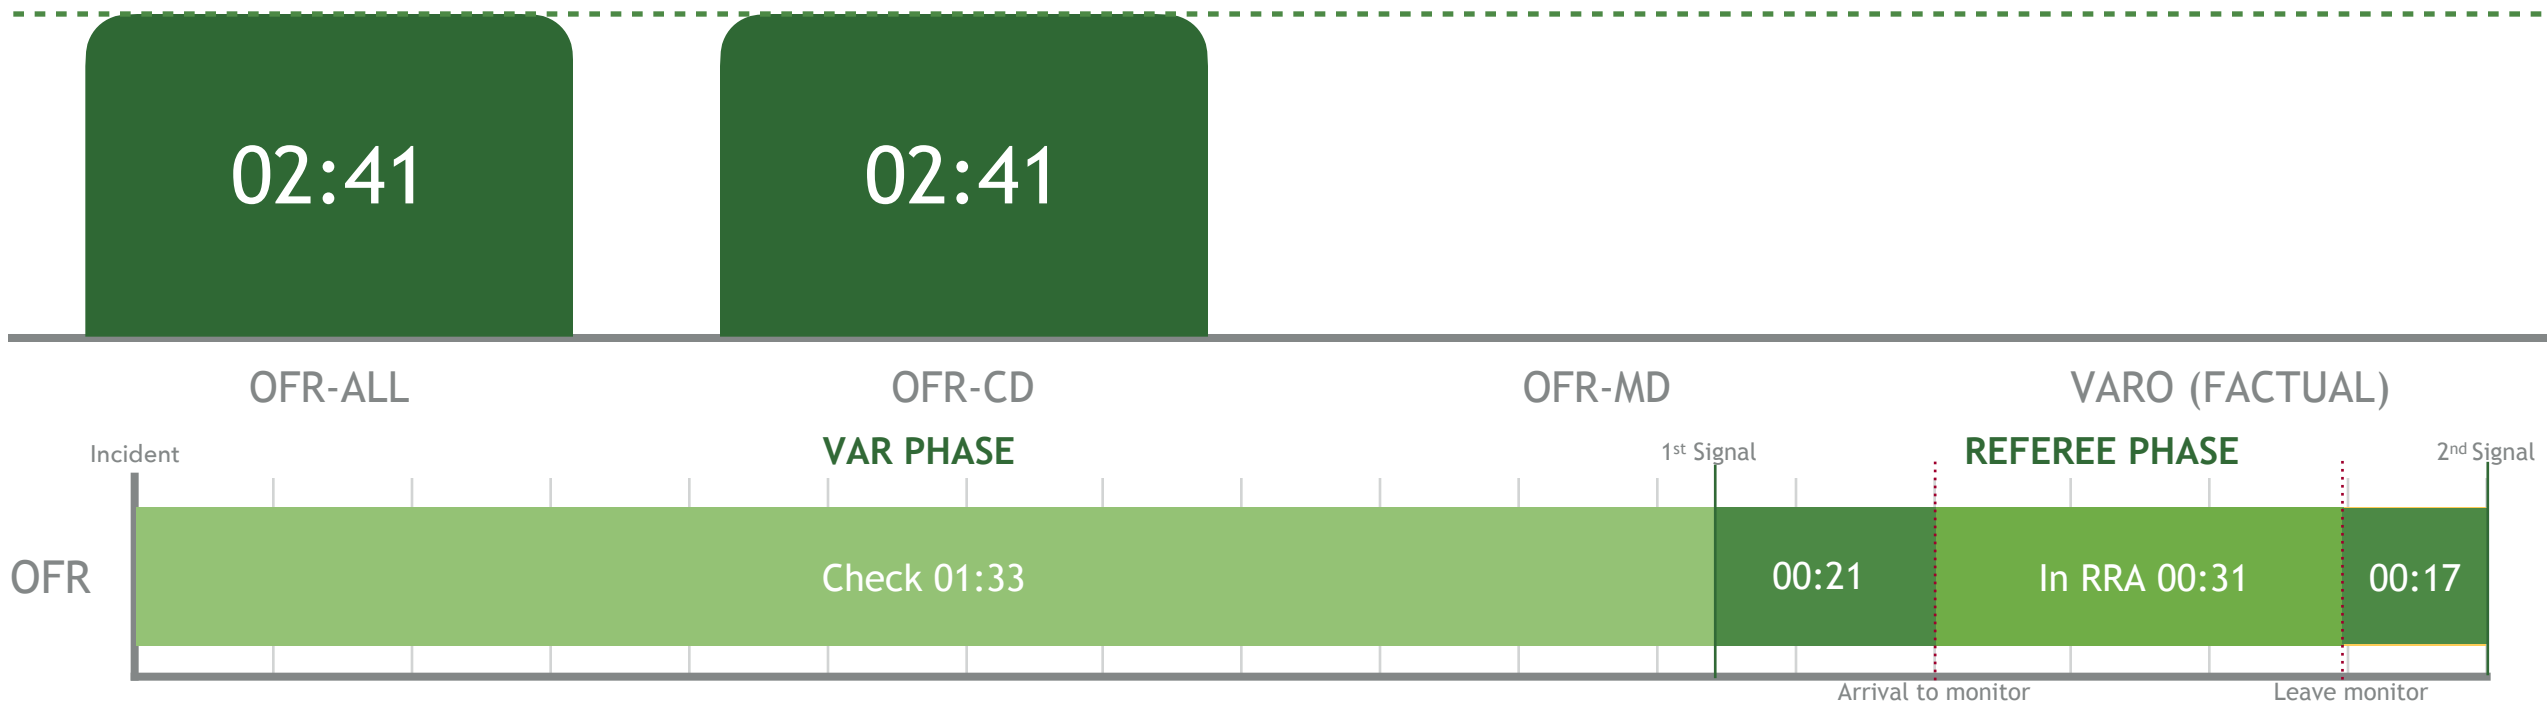 02:41
02:41
OFR-ALL
OFR-CD
OFR-MD
VARO (FACTUAL)
Incident
VAR PHASE
1st Signal
REFEREE PHASE
2nd Signal
OFR
Check 01:33
00:21
In RRA 00:31
00:17
Arrival to monitor
Leave monitor